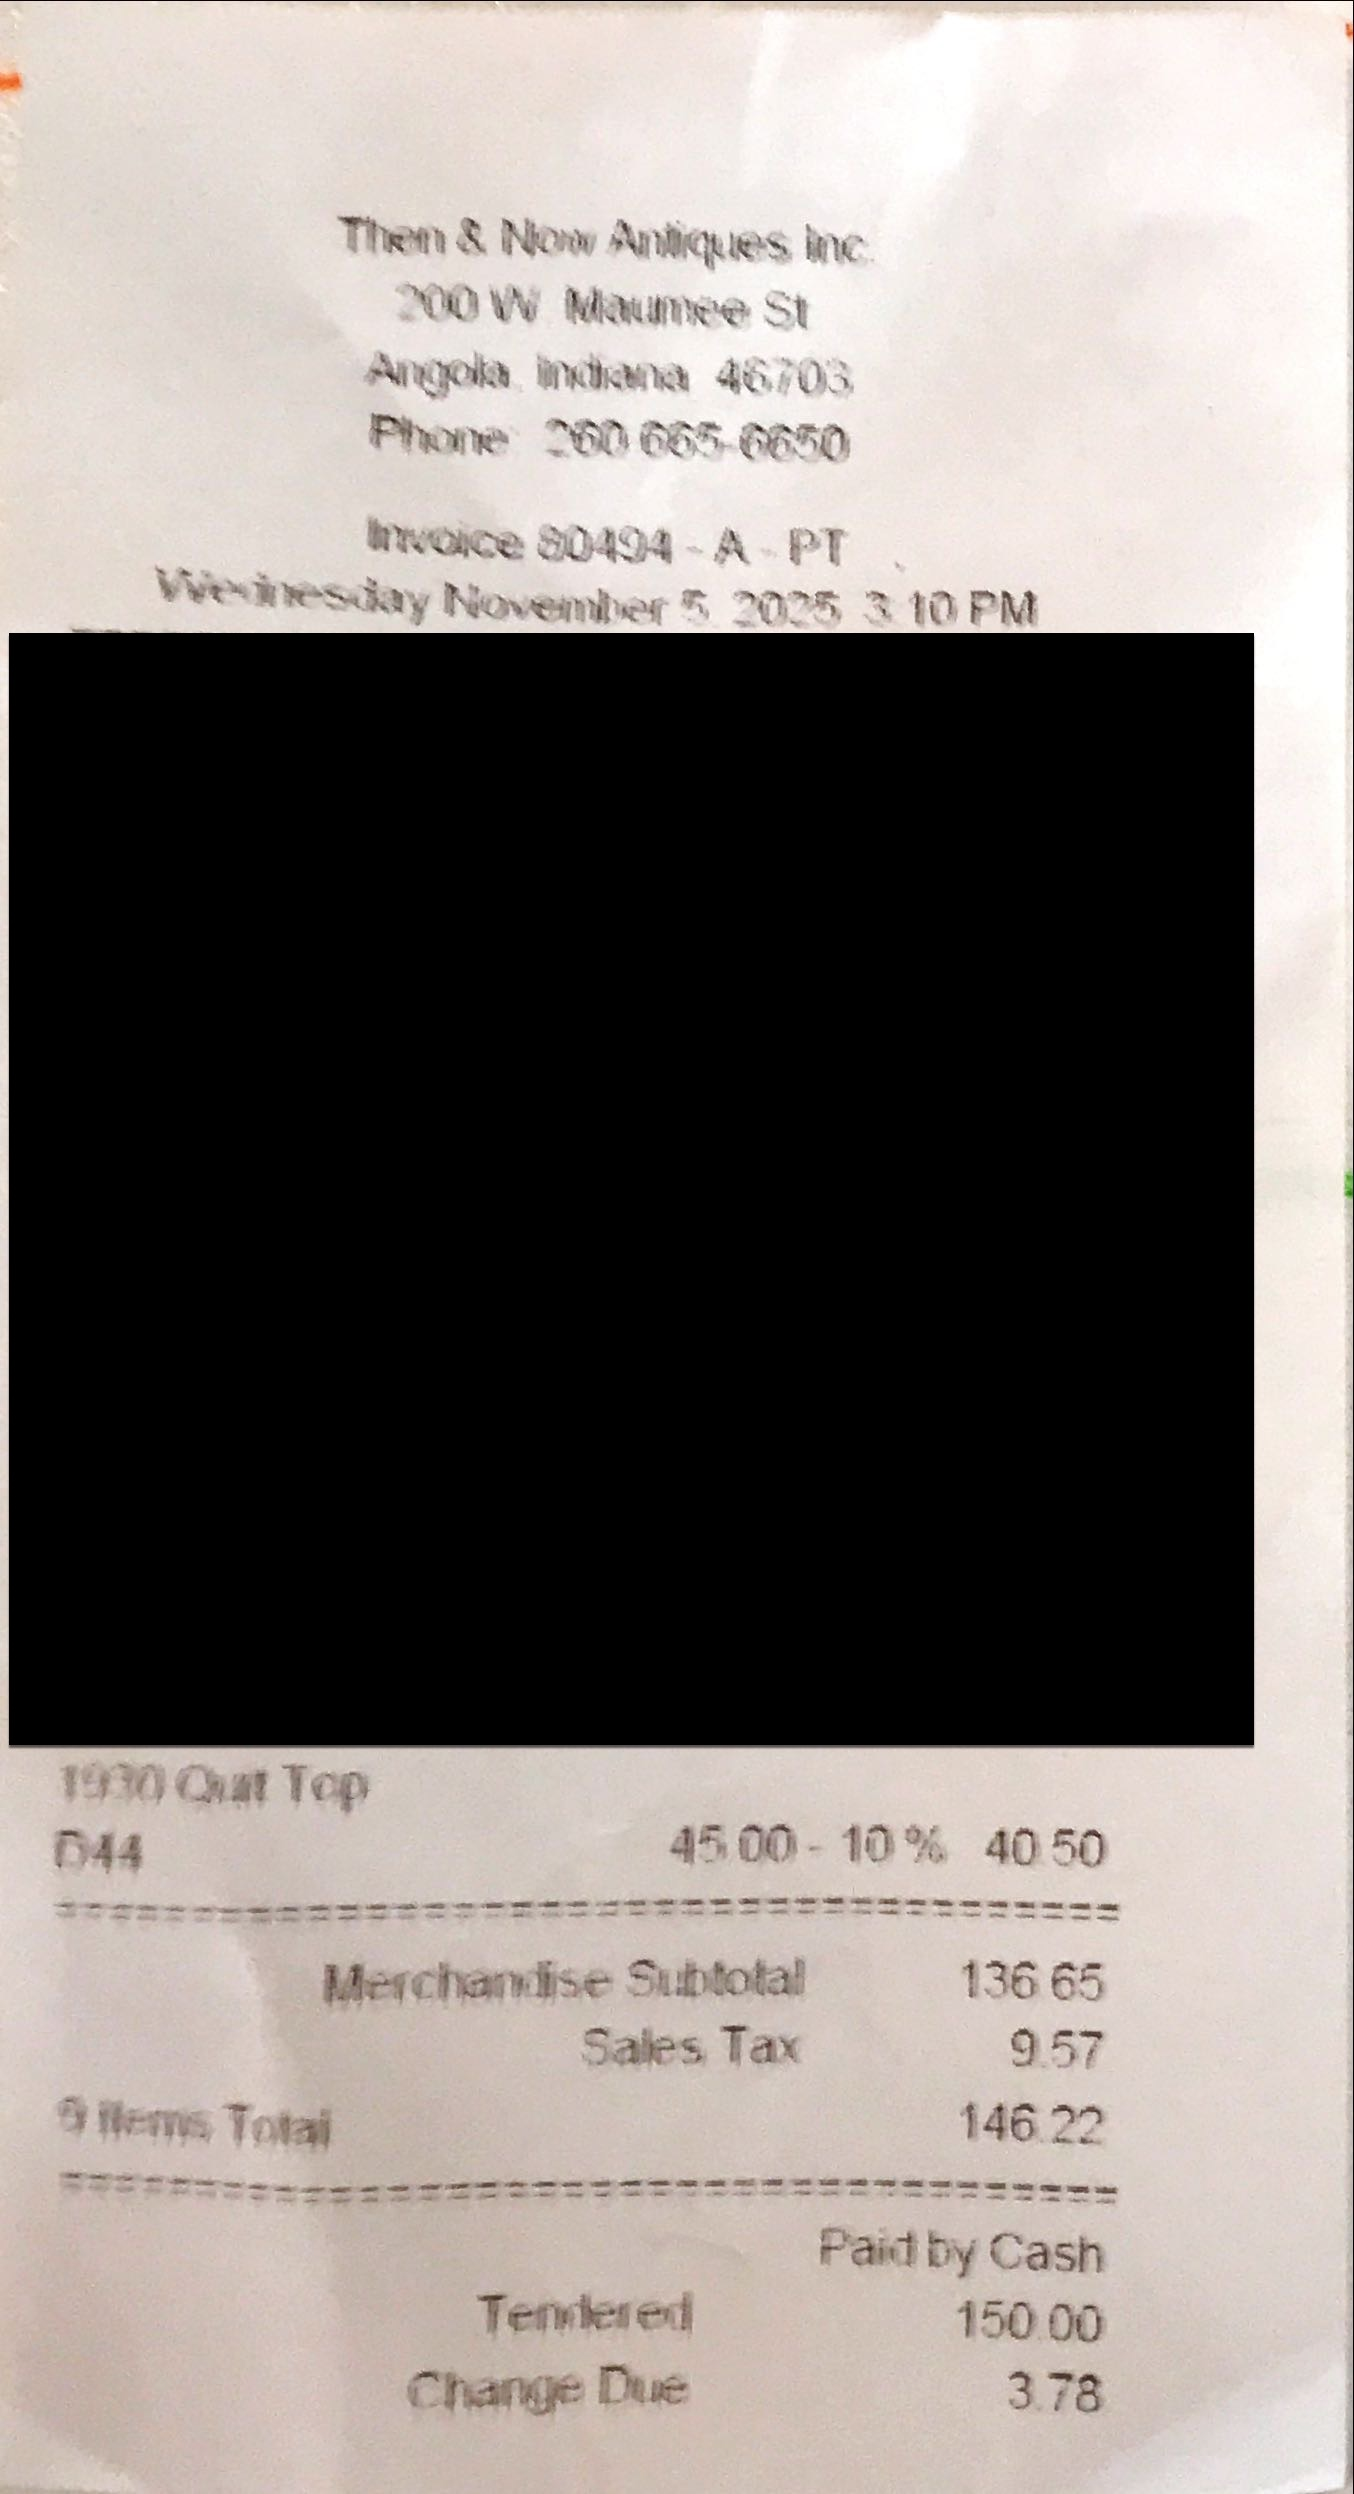 Then & Now Antiques Inc.
200 W. Maumee St
Angola, Indiana 46703
Phone: 260-665-6650
Invoice 80494 - A - PT
Wednesday November 5, 2025 3:10 PM
1930 Quilt Top
D44 45.00 - 10 % 40.50
Merchandise Subtotal 136.65
Sales Tax 9.57
Items Total 146.22
Paid by Cash
Tendered 150.00
Change Due 3.78